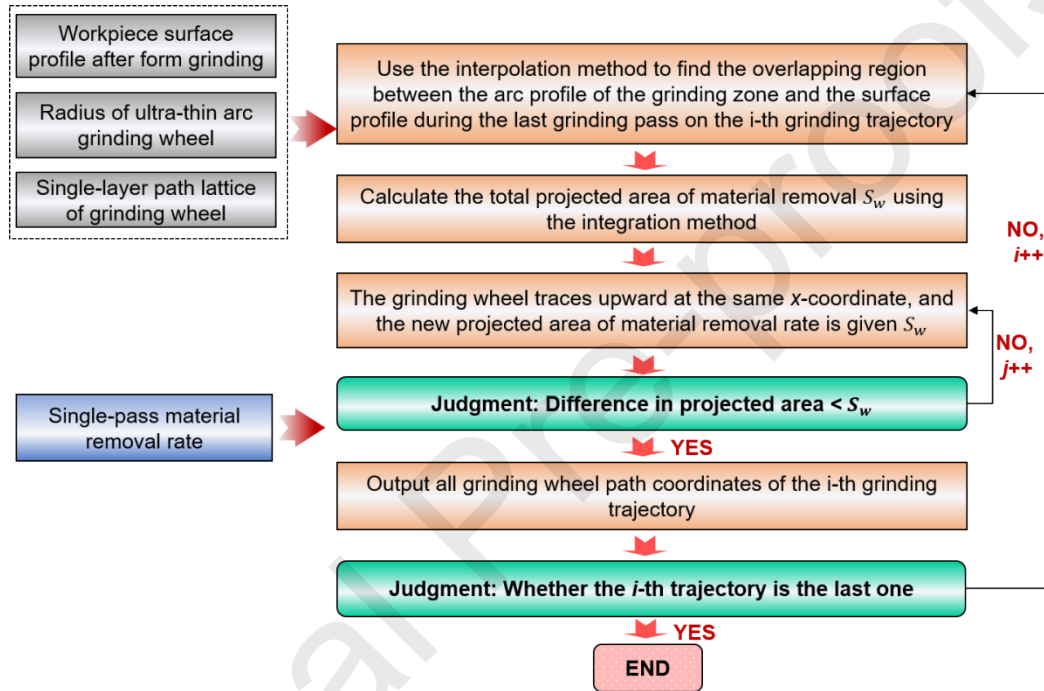 Workpiece surface
profile after form grinding
Radius of ultra-thin arc
grinding wheel
Single-layer path lattice
of grinding wheel
Use the interpolation method to find the overlapping region
between the arc profile of the grinding zone and the surface
profile during the last grinding pass on the i-th grinding trajectory
Calculate the total projected area of material removal S_w using
the integration method
NO,
i++
The grinding wheel traces upward at the same x-coordinate, and
the new projected area of material removal rate is given S_w
NO,
j++
Single-pass material
removal rate
Judgment: Difference in projected area < S_w
YES
Output all grinding wheel path coordinates of the i-th grinding
trajectory
Judgment: Whether the i-th trajectory is the last one
YES
END
al Pre-proofs